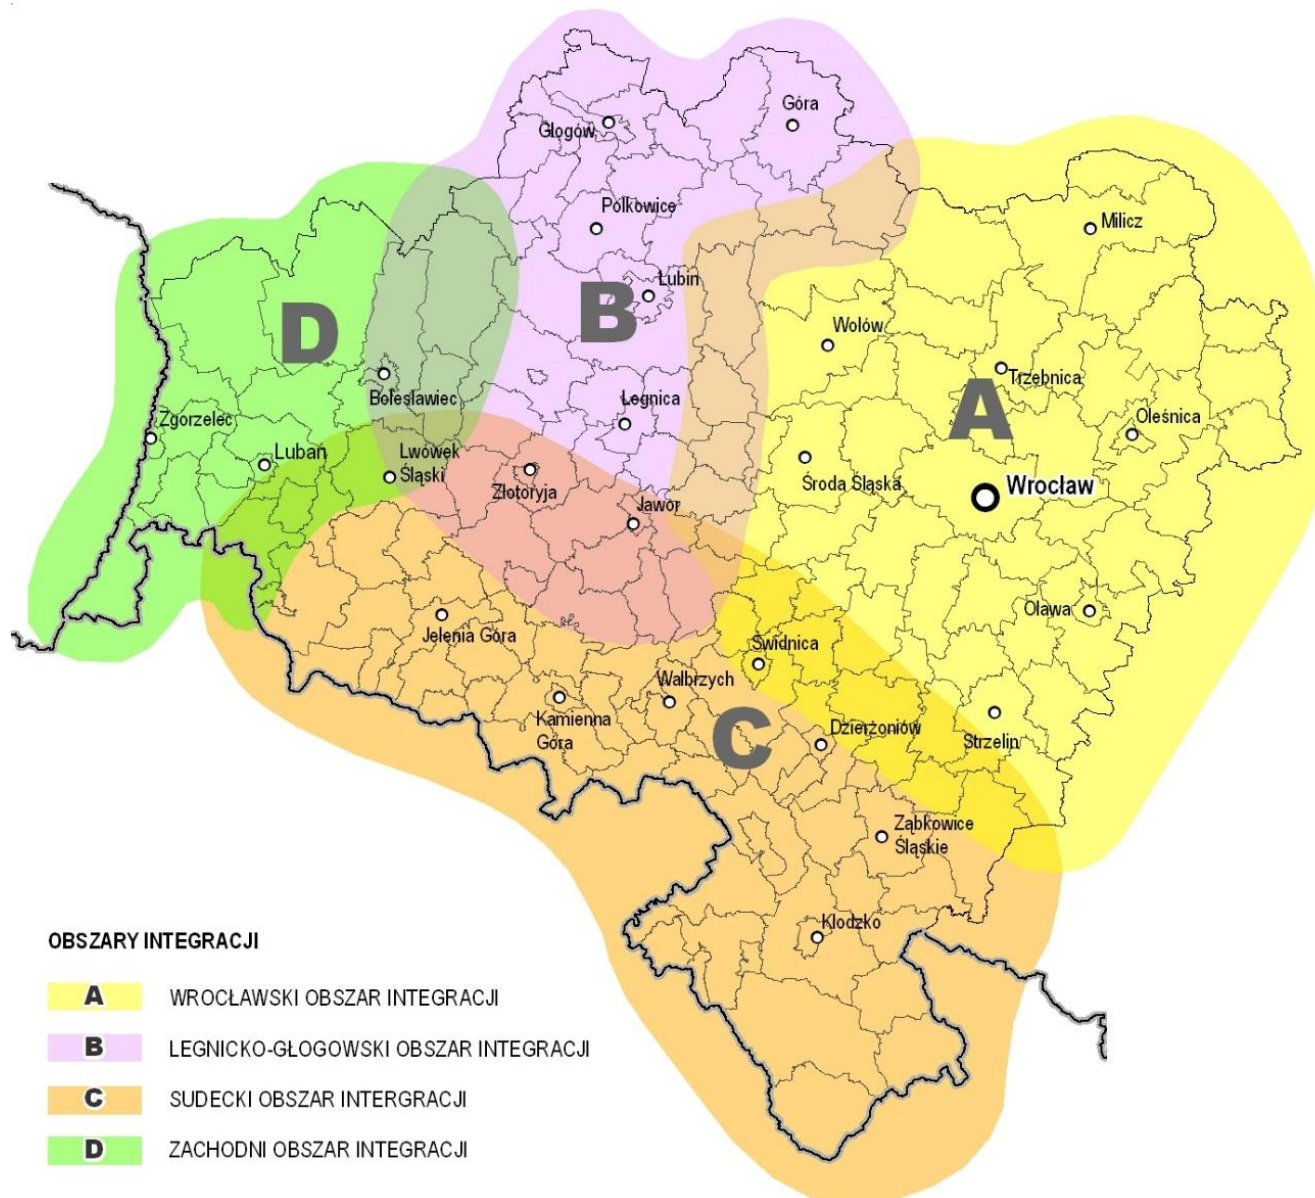 Góra
Głogów
Polkowice
Milicz
Lubin
D
B
Wołów
Trzebnica
Bolesławiec
Legnica
A
Oleśnica
Zgorzelec
Lubań
Lwówek
Śląski
Złotoryja
Środa Śląska
Wrocław
Jawor
Oława
Jelenia Góra
Świdnica
Wałbrzych
Kamienna
Góra
C
Dzierżoniów
Strzelin
Ząbkowice
Śląskie
Kłodzko
OBSZARY INTEGRACJI
A WROCŁAWSKI OBSZAR INTEGRACJI
B LEGNICKO-GŁOGOWSKI OBSZAR INTEGRACJI
C SUDECKI OBSZAR INTERGRACJI
D ZACHODNI OBSZAR INTEGRACJI